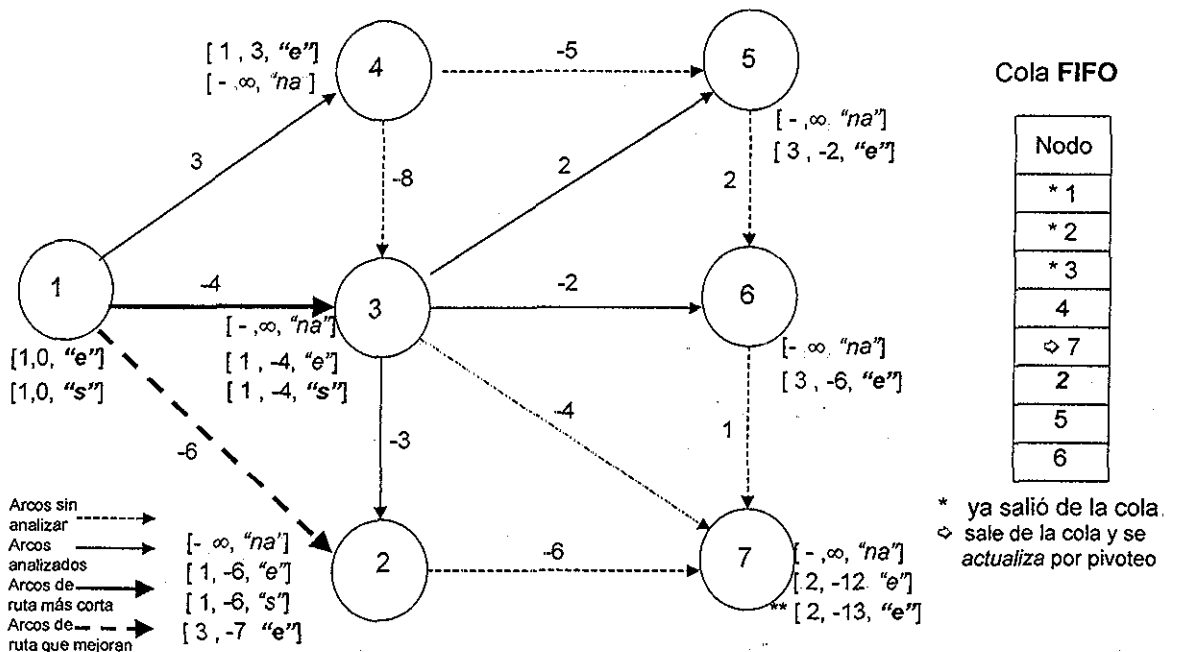 [ 1 , 3, "e"]
[ - ,∞, "na"]
4
-5
5
[ - ,∞, "na"]
[ 3 , -2, "e"]
3
-8
2
2
1
[1,0, "e"]
[1,0, "s"]
-4
3
[ - ,∞, "na"]
[ 1 , -4, "e"]
[ 1 , -4, "s"]
-2
6
[- ∞, "na"]
[ 3 , -6, "e"]
-6
-3
-4
1
2
[- ∞, "na']
[ 1, -6, "e"]
[ 1, -6, "s"]
[ 3 , -7 "e"]
-6
7
[ - ,∞, "na"]
[ 2, -12 "e"]
** [ 2, -13, "e"]
Arcos sin
analizar
Arcos
analizados
Arcos de
ruta más corta
Arcos de
ruta que mejoran
Cola FIFO
Nodo
* 1
* 2
* 3
4
⇨ 7
2
5
6
* ya salió de la cola.
⇨ sale de la cola y se
actualiza por pivoteo